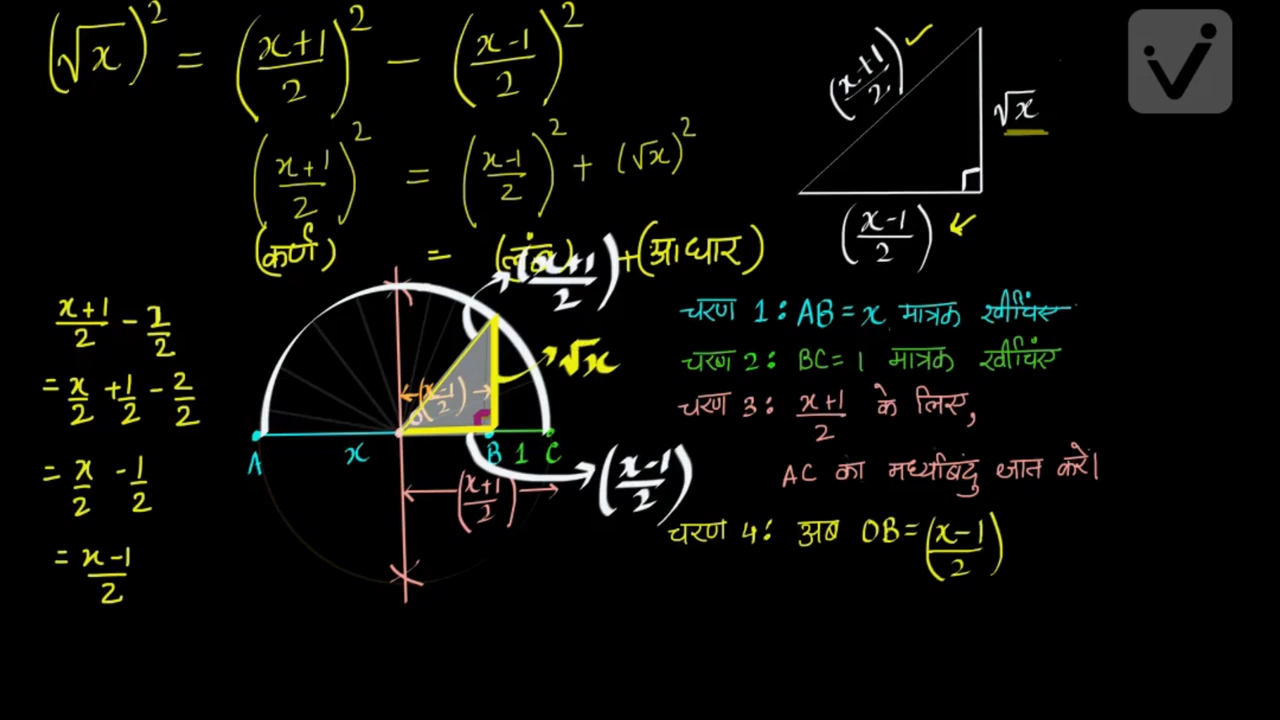 (√x)² = ((x+1)/2)² − ((x−1)/2)²
((x+1)/2)² = ((x−1)/2)² + (√x)²
(कर्ण) = (लंब) + (आधार)
((x+1)/2)
√x
((x−1)/2)
(x+1)/2 − 2/2
= x/2 + 1/2 − 2/2
= x/2 − 1/2
= (x−1)/2
((x+1)/2)
√x
((x−1)/2)
O
A x B 1 C
((x+1)/2)
((x−1)/2)
चरण 1: AB = x मात्रक खींचिए
चरण 2: BC = 1 मात्रक खींचिए
चरण 3: (x+1)/2 के लिए,
AC का मध्यबिंदु ज्ञात करें।
चरण 4: अब OB = ((x−1)/2)